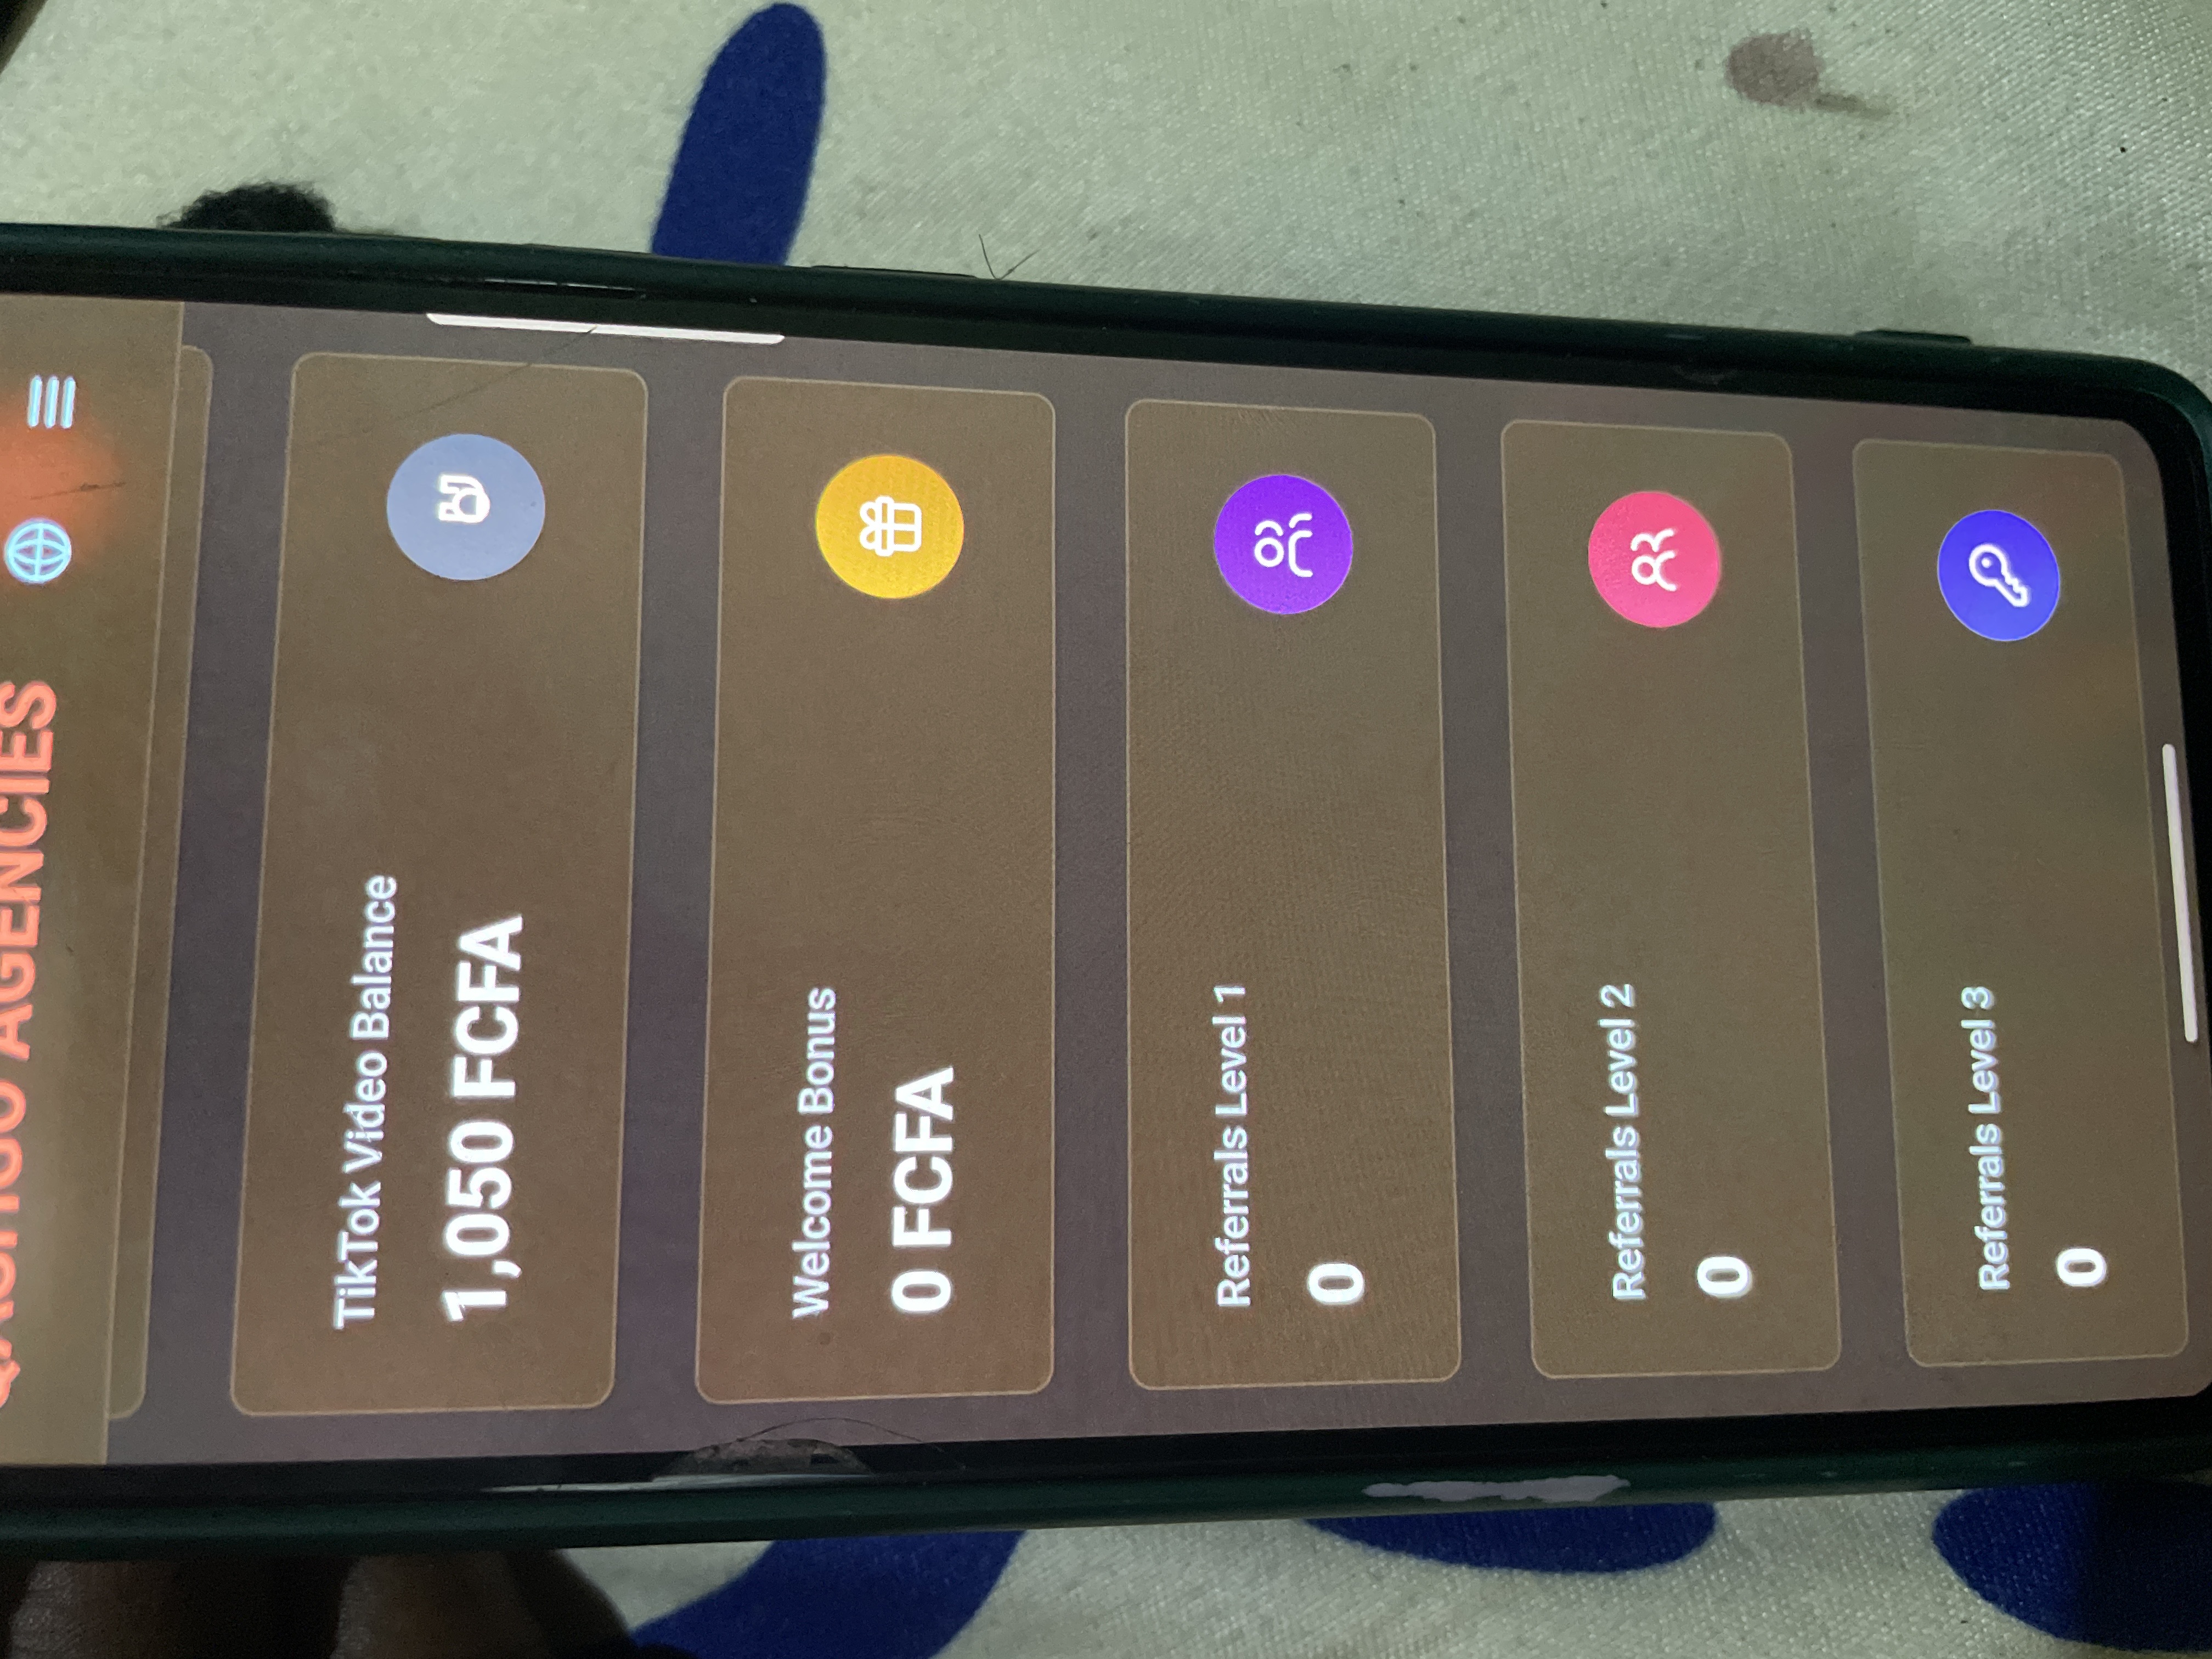 AGENCIES
TikTok Video Balance
1,050 FCFA
Welcome Bonus
0 FCFA
Referrals Level 1
0
Referrals Level 2
0
Referrals Level 3
0